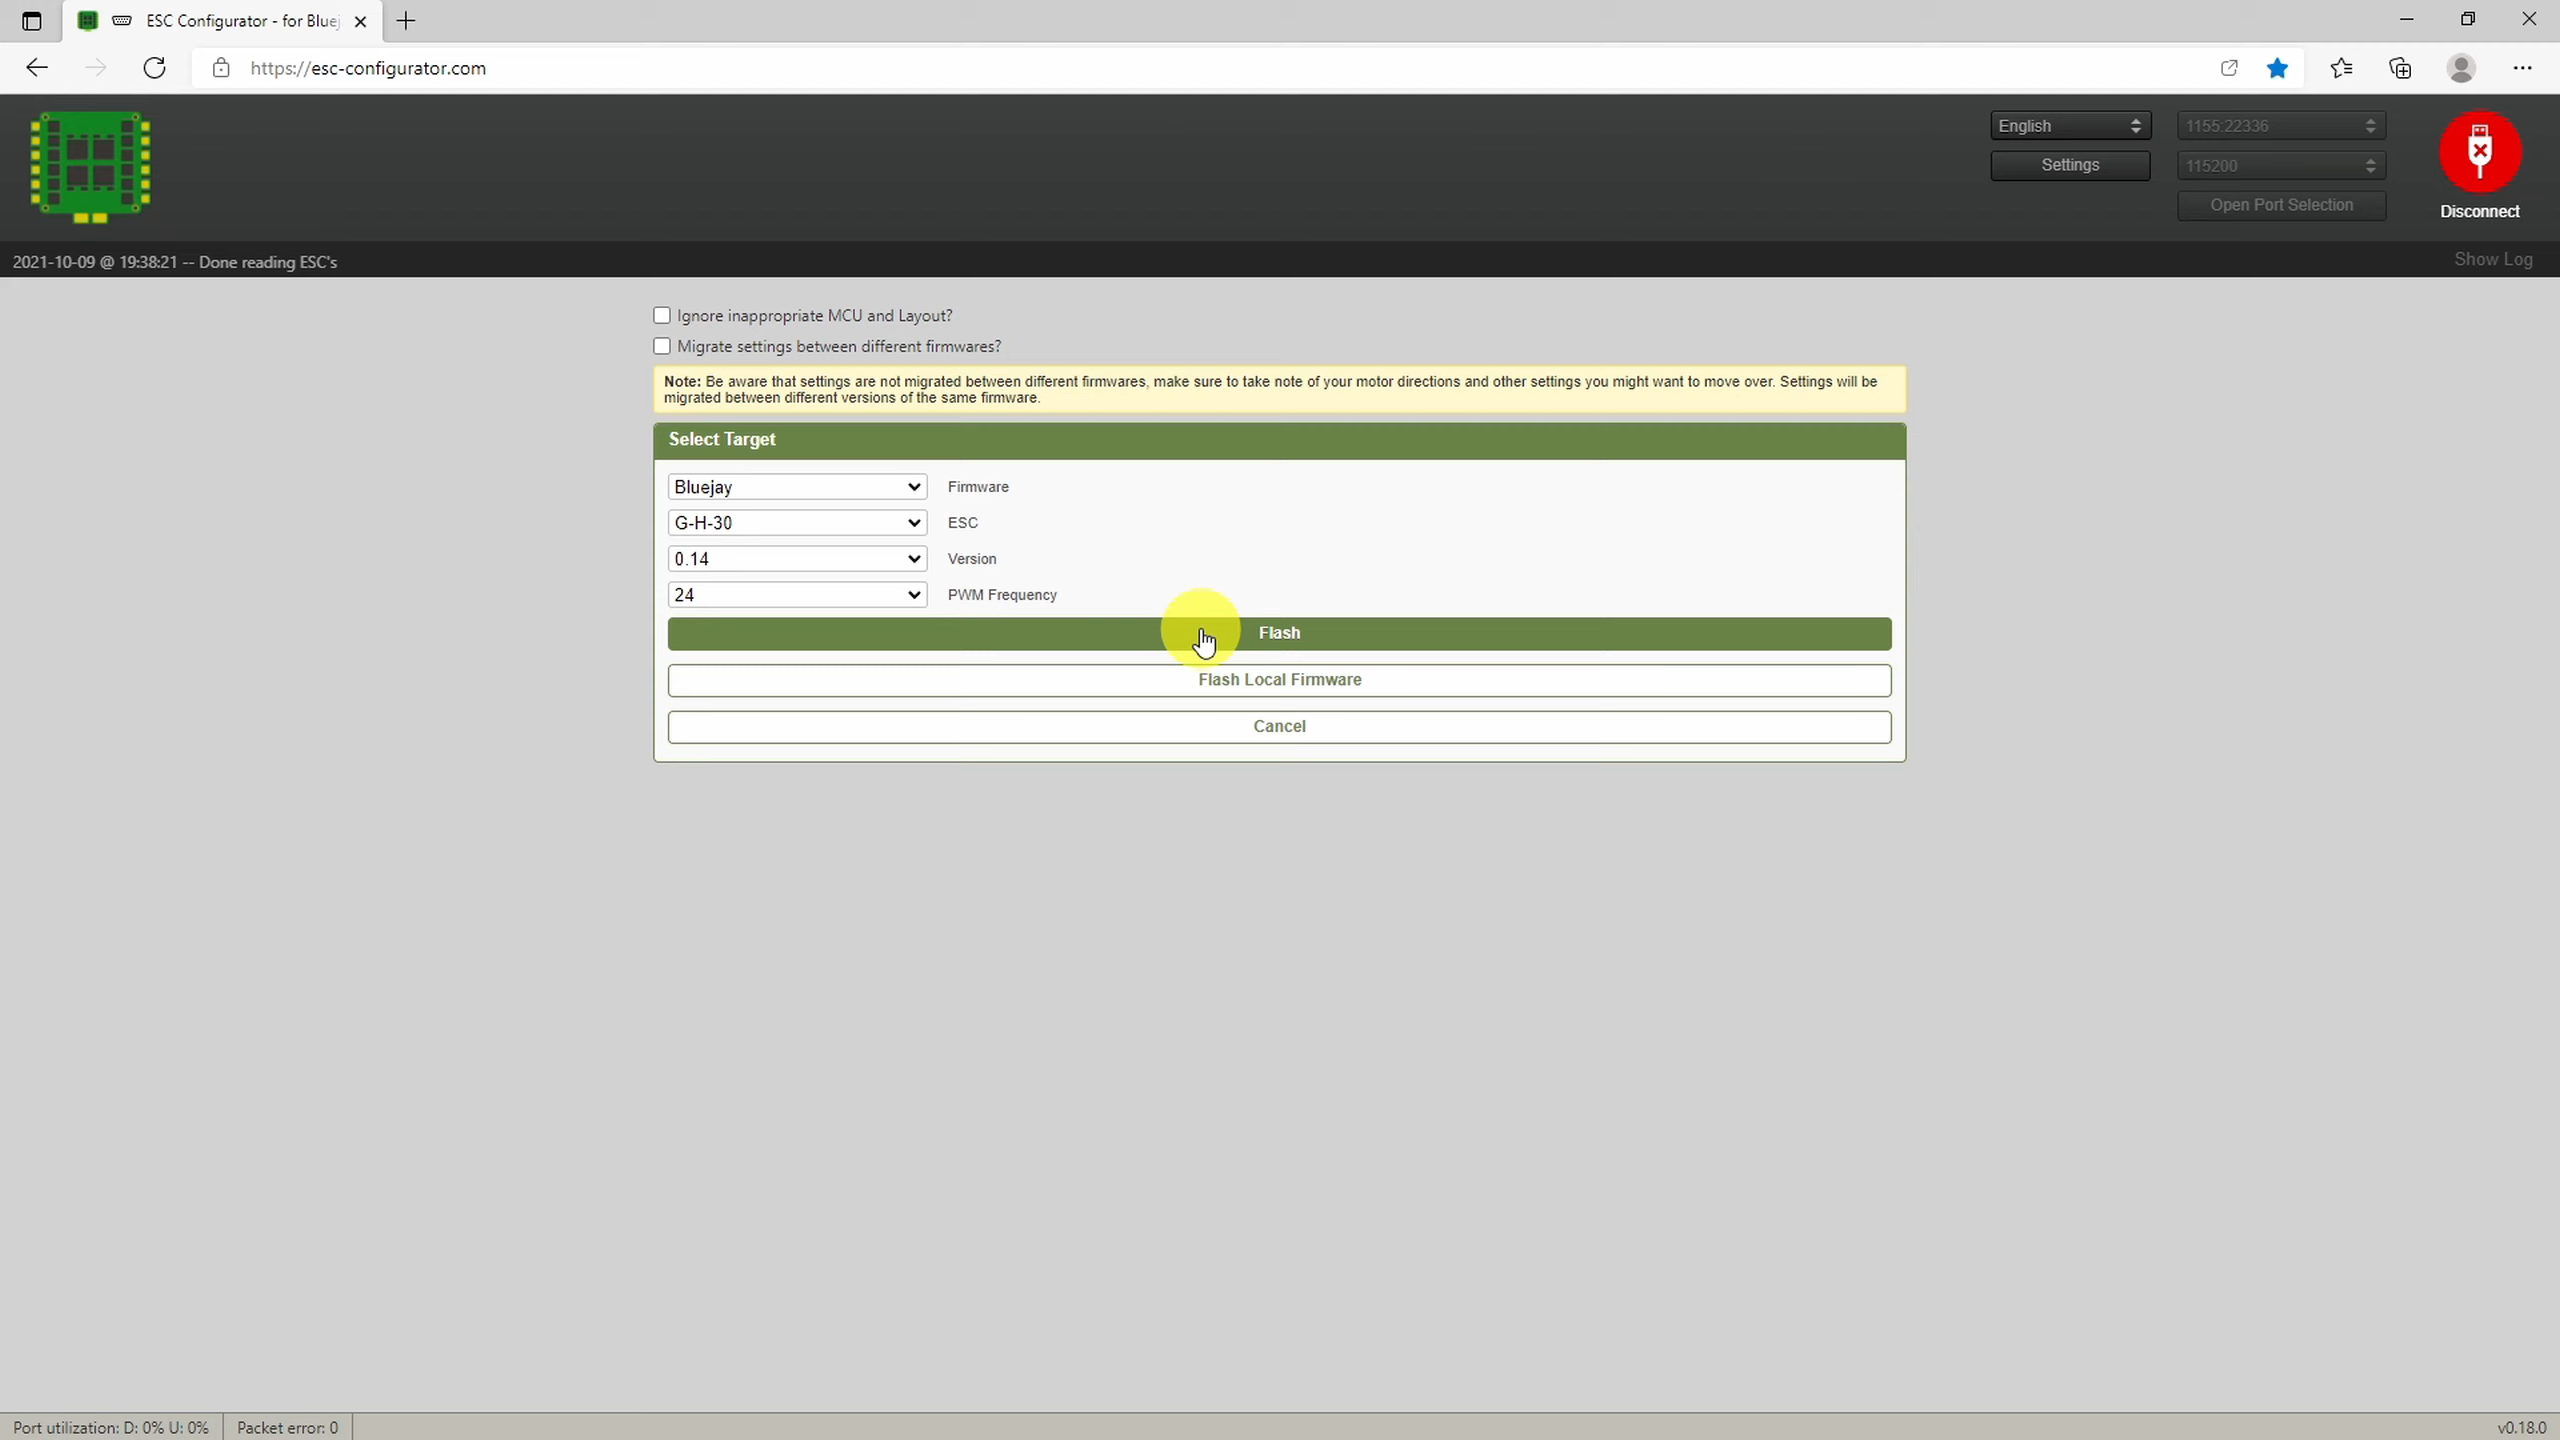 ESC Configurator - for Bluej
https://esc-configurator.com
English
1155:22336
Settings
115200
Open Port Selection
Disconnect
2021-10-09 @ 19:38:21 -- Done reading ESC's
Show Log
Ignore inappropriate MCU and Layout?
Migrate settings between different firmwares?
Note: Be aware that settings are not migrated between different firmwares, make sure to take note of your motor directions and other settings you might want to move over. Settings will be
migrated between different versions of the same firmware.
Select Target
Bluejay Firmware
G-H-30 ESC
0.14 Version
24 PWM Frequency
Flash
Flash Local Firmware
Cancel
Port utilization: D: 0% U: 0% Packet error: 0 v0.18.0